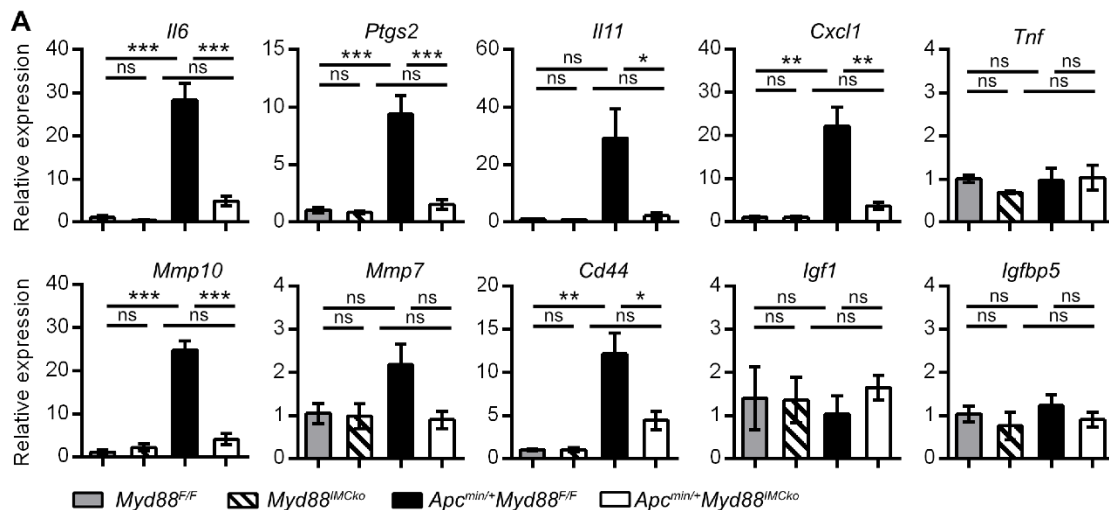 A
Il6 Ptgs2 Il11 Cxcl1 Tnf
Relative expression
40 30 20 10 0
*** ***
ns ns
15 10 5 0
*** ***
ns ns
60 40 20 0
ns *
ns ns
40 30 20 10 0
** **
ns ns
4 3 2 1 0
ns ns
ns ns
Mmp10 Mmp7 Cd44 Igf1 Igfbp5
Relative expression
40 30 20 10 0
*** ***
ns ns
4 3 2 1 0
ns ns
ns ns
20 15 10 5 0
** *
ns ns
4 3 2 1 0
ns ns
ns ns
4 3 2 1 0
ns ns
ns ns
Myd88F/F Myd88IMCko Apcmin/+Myd88F/F Apcmin/+Myd88IMCko